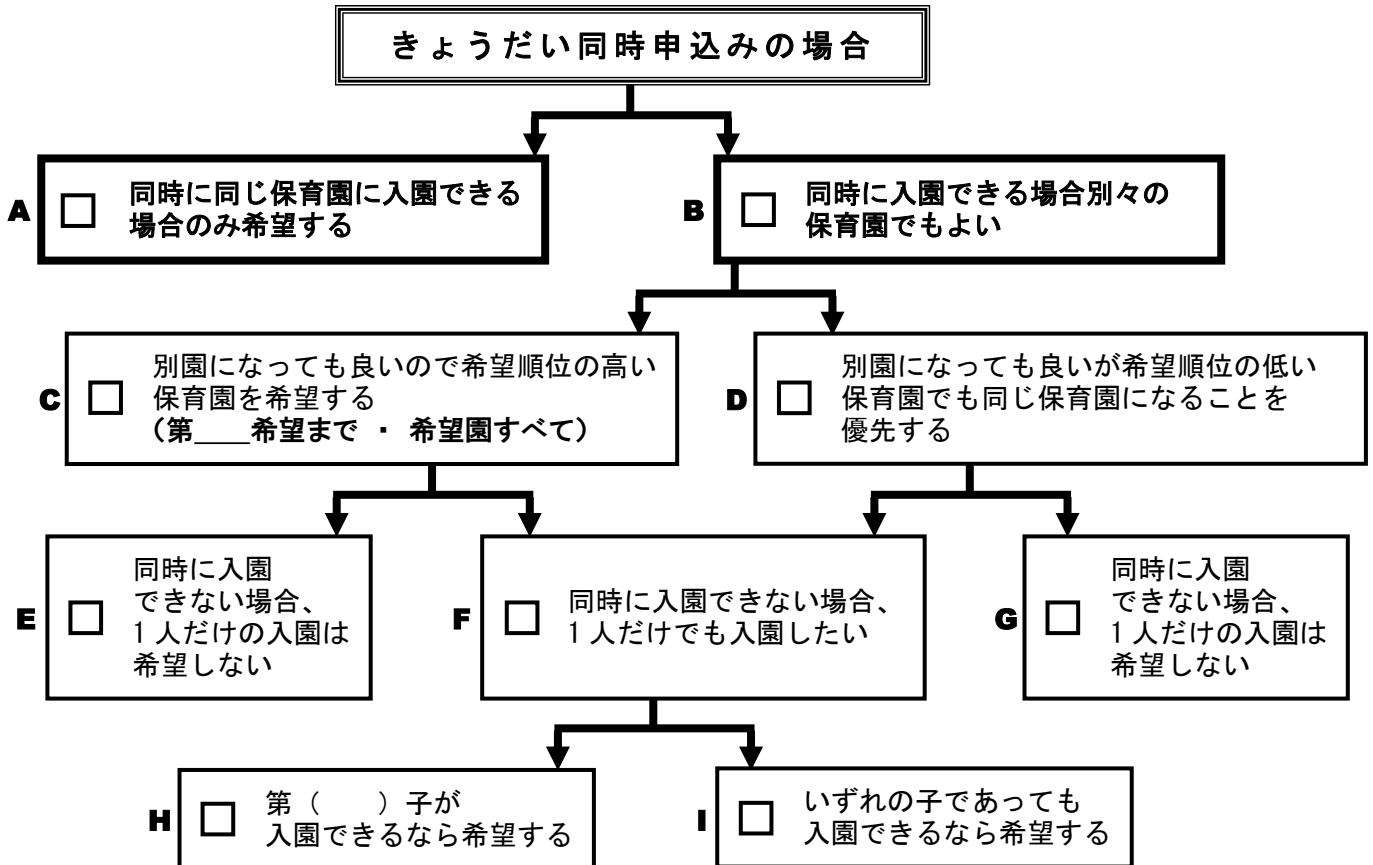 きょうだい同時申込みの場合
A
同時に同じ保育園に入園できる
場合のみ希望する
B
同時に入園できる場合別々の
保育園でもよい
C
別園になっても良いので希望順位の高い
保育園を希望する
（第___希望まで ・ 希望園すべて）
D
別園になっても良いが希望順位の低い
保育園でも同じ保育園になることを
優先する
E
同時に入園
できない場合、
1人だけの入園は
希望しない
F
同時に入園できない場合、
1人だけでも入園したい
G
同時に入園
できない場合、
1人だけの入園は
希望しない
H
第（　　）子が
入園できるなら希望する
I
いずれの子であっても
入園できるなら希望する